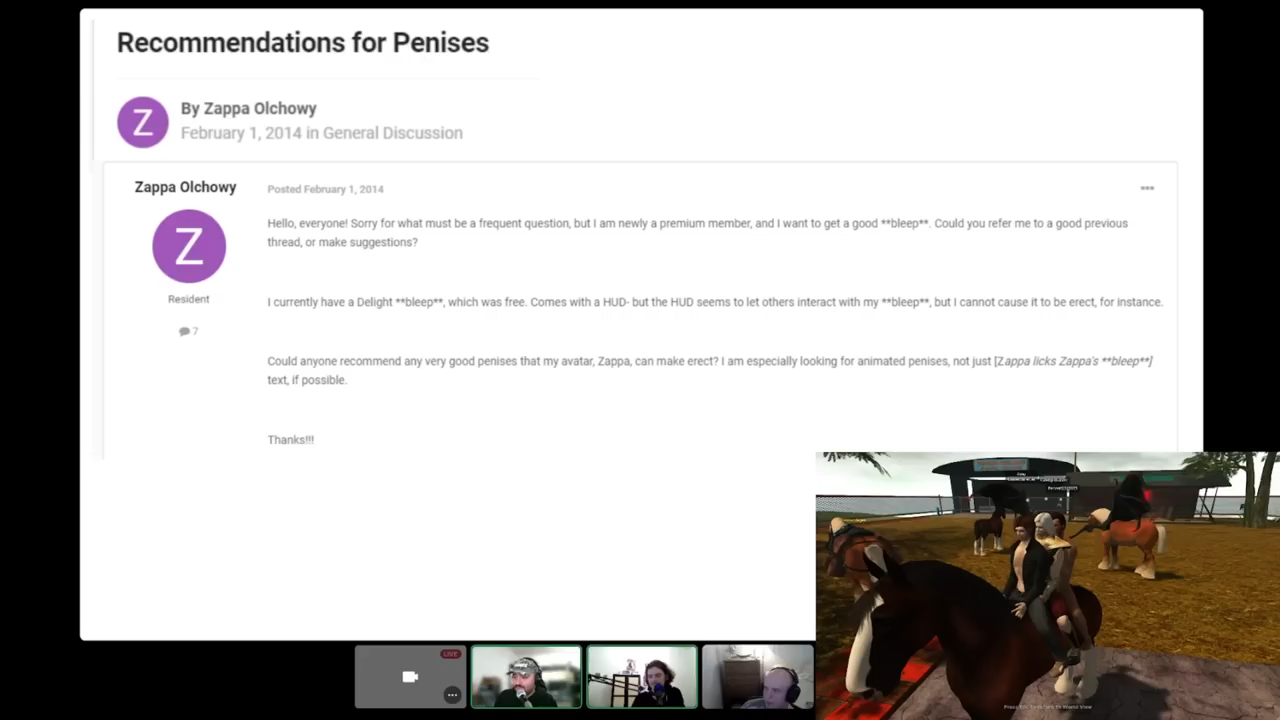 Recommendations for Penises
Z
By Zappa Olchowy
February 1, 2014 in General Discussion
Zappa Olchowy
Posted February 1, 2014
Z
Resident
7
Hello, everyone! Sorry for what must be a frequent question, but I am newly a premium member, and I want to get a good **bleep**. Could you refer me to a good previous
thread, or make suggestions?
I currently have a Delight **bleep**, which was free. Comes with a HUD- but the HUD seems to let others interact with my **bleep**, but I cannot cause it to be erect, for instance.
Could anyone recommend any very good penises that my avatar, Zappa, can make erect? I am especially looking for animated penises, not just [Zappa licks Zappa's **bleep**]
text, if possible.
Thanks!!!
LIVE